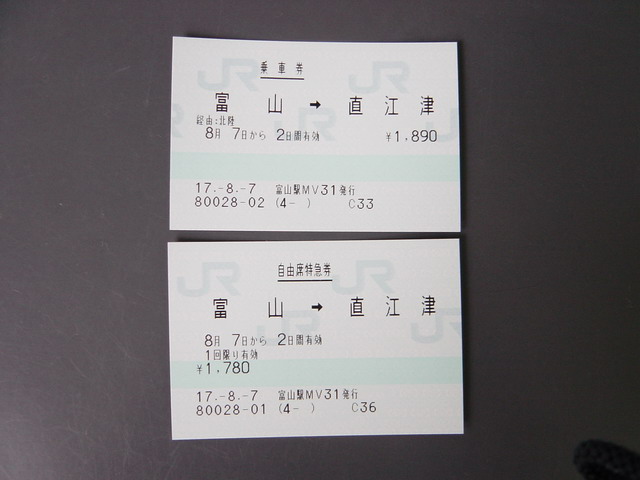 乗車券
富山 → 直江津
経由:北陸
8月 7日から 2日間有効 ¥1,890
17.-8.-7 富山駅MV31発行
80028-02 (4- ) C33
自由席特急券
富山 → 直江津
8月 7日から 2日間有効
1回限り有効
¥1,780
17.-8.-7 富山駅MV31発行
80028-01 (4- ) C36